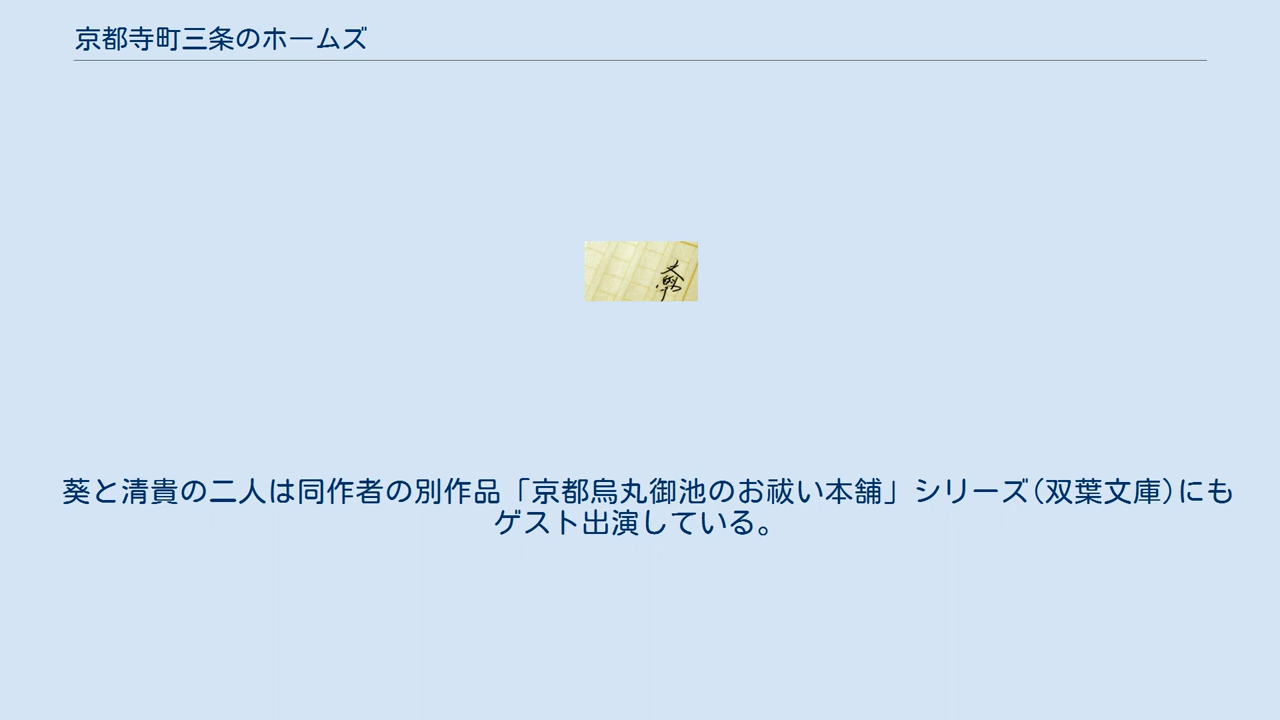 京都寺町三条のホームズ
葵と清貴の二人は同作者の別作品「京都烏丸御池のお祓い本舗」シリーズ(双葉文庫)にも
ゲスト出演している。